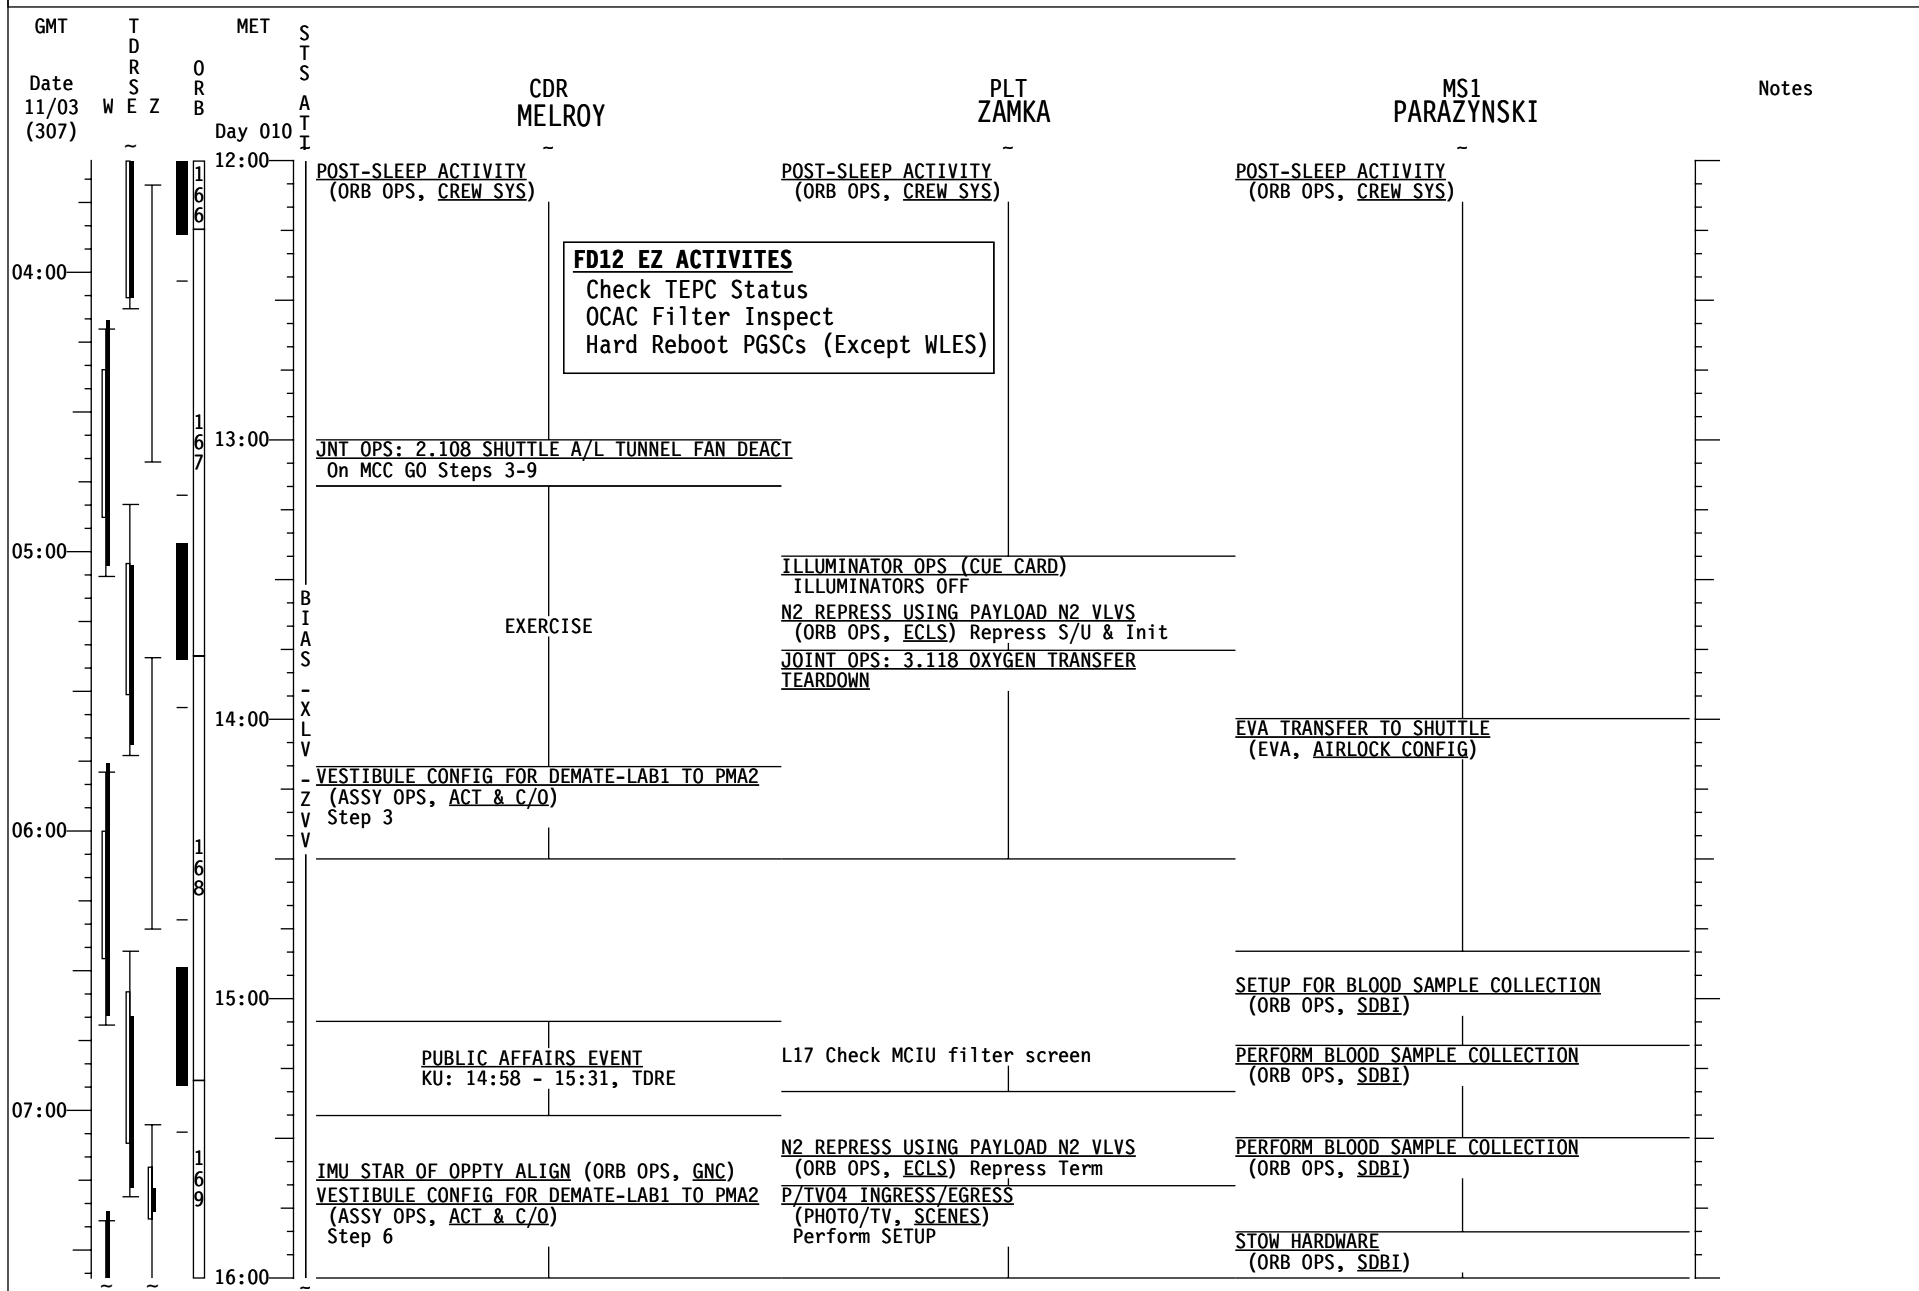 GMT
TDRS
MET
STS ATT
ORB
Date
11/03
(307)
W E Z
Day 010
CDR
MELROY
PLT
ZAMKA
MS1
PARAZYNSKI
Notes
~
~ ~ ~
12:00
166
POST-SLEEP ACTIVITY
(ORB OPS, CREW SYS)
POST-SLEEP ACTIVITY
(ORB OPS, CREW SYS)
POST-SLEEP ACTIVITY
(ORB OPS, CREW SYS)
04:00
FD12 EZ ACTIVITES
Check TEPC Status
OCAC Filter Inspect
Hard Reboot PGSCs (Except WLES)
167
13:00
JNT OPS: 2.108 SHUTTLE A/L TUNNEL FAN DEACT
On MCC GO Steps 3-9
05:00
ILLUMINATOR OPS (CUE CARD)
ILLUMINATORS OFF
BIAS -XLV -ZVV
EXERCISE
N2 REPRESS USING PAYLOAD N2 VLVS
(ORB OPS, ECLS) Repress S/U & Init
JOINT OPS: 3.118 OXYGEN TRANSFER
TEARDOWN
14:00
EVA TRANSFER TO SHUTTLE
(EVA, AIRLOCK CONFIG)
VESTIBULE CONFIG FOR DEMATE-LAB1 TO PMA2
(ASSY OPS, ACT & C/O)
Step 3
06:00
168
15:00
SETUP FOR BLOOD SAMPLE COLLECTION
(ORB OPS, SDBI)
PUBLIC AFFAIRS EVENT
KU: 14:58 - 15:31, TDRE
L17 Check MCIU filter screen
PERFORM BLOOD SAMPLE COLLECTION
(ORB OPS, SDBI)
07:00
169
IMU STAR OF OPPTY ALIGN (ORB OPS, GNC)
VESTIBULE CONFIG FOR DEMATE-LAB1 TO PMA2
(ASSY OPS, ACT & C/O)
Step 6
N2 REPRESS USING PAYLOAD N2 VLVS
(ORB OPS, ECLS) Repress Term
P/TV04 INGRESS/EGRESS
(PHOTO/TV, SCENES)
Perform SETUP
PERFORM BLOOD SAMPLE COLLECTION
(ORB OPS, SDBI)
STOW HARDWARE
(ORB OPS, SDBI)
16:00
~ ~ ~